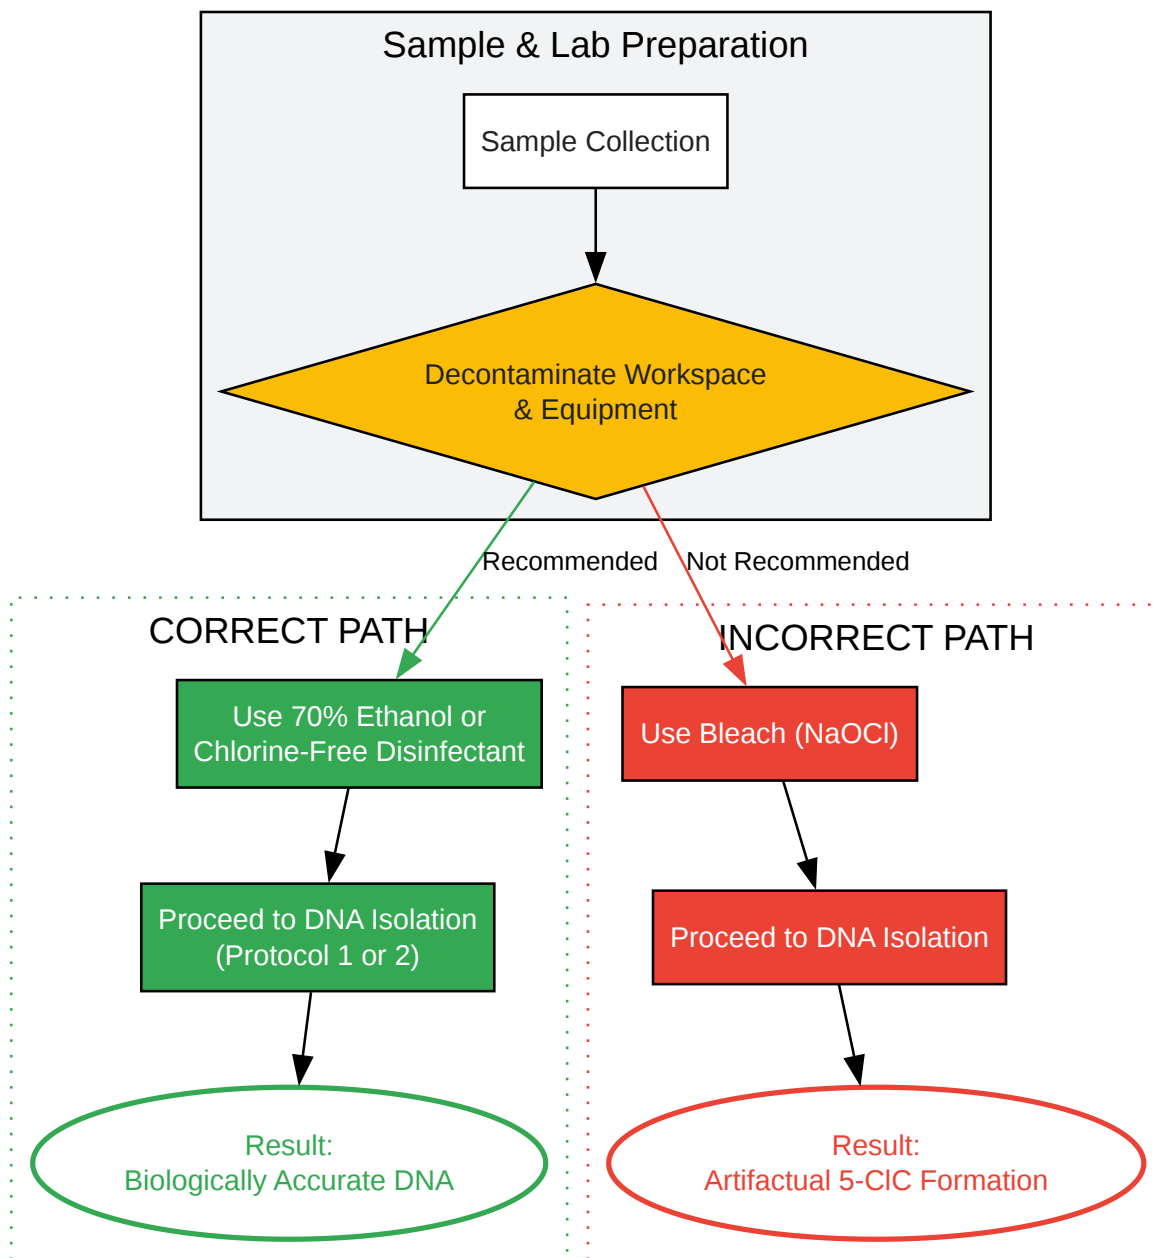 Sample & Lab Preparation
Sample Collection
Decontaminate Workspace
& Equipment
Recommended
Not Recommended
CORRECT PATH
INCORRECT PATH
Use 70% Ethanol or
Chlorine-Free Disinfectant
Use Bleach (NaOCl)
Proceed to DNA Isolation
(Protocol 1 or 2)
Proceed to DNA Isolation
Result:
Biologically Accurate DNA
Result:
Artifactual 5-ClC Formation